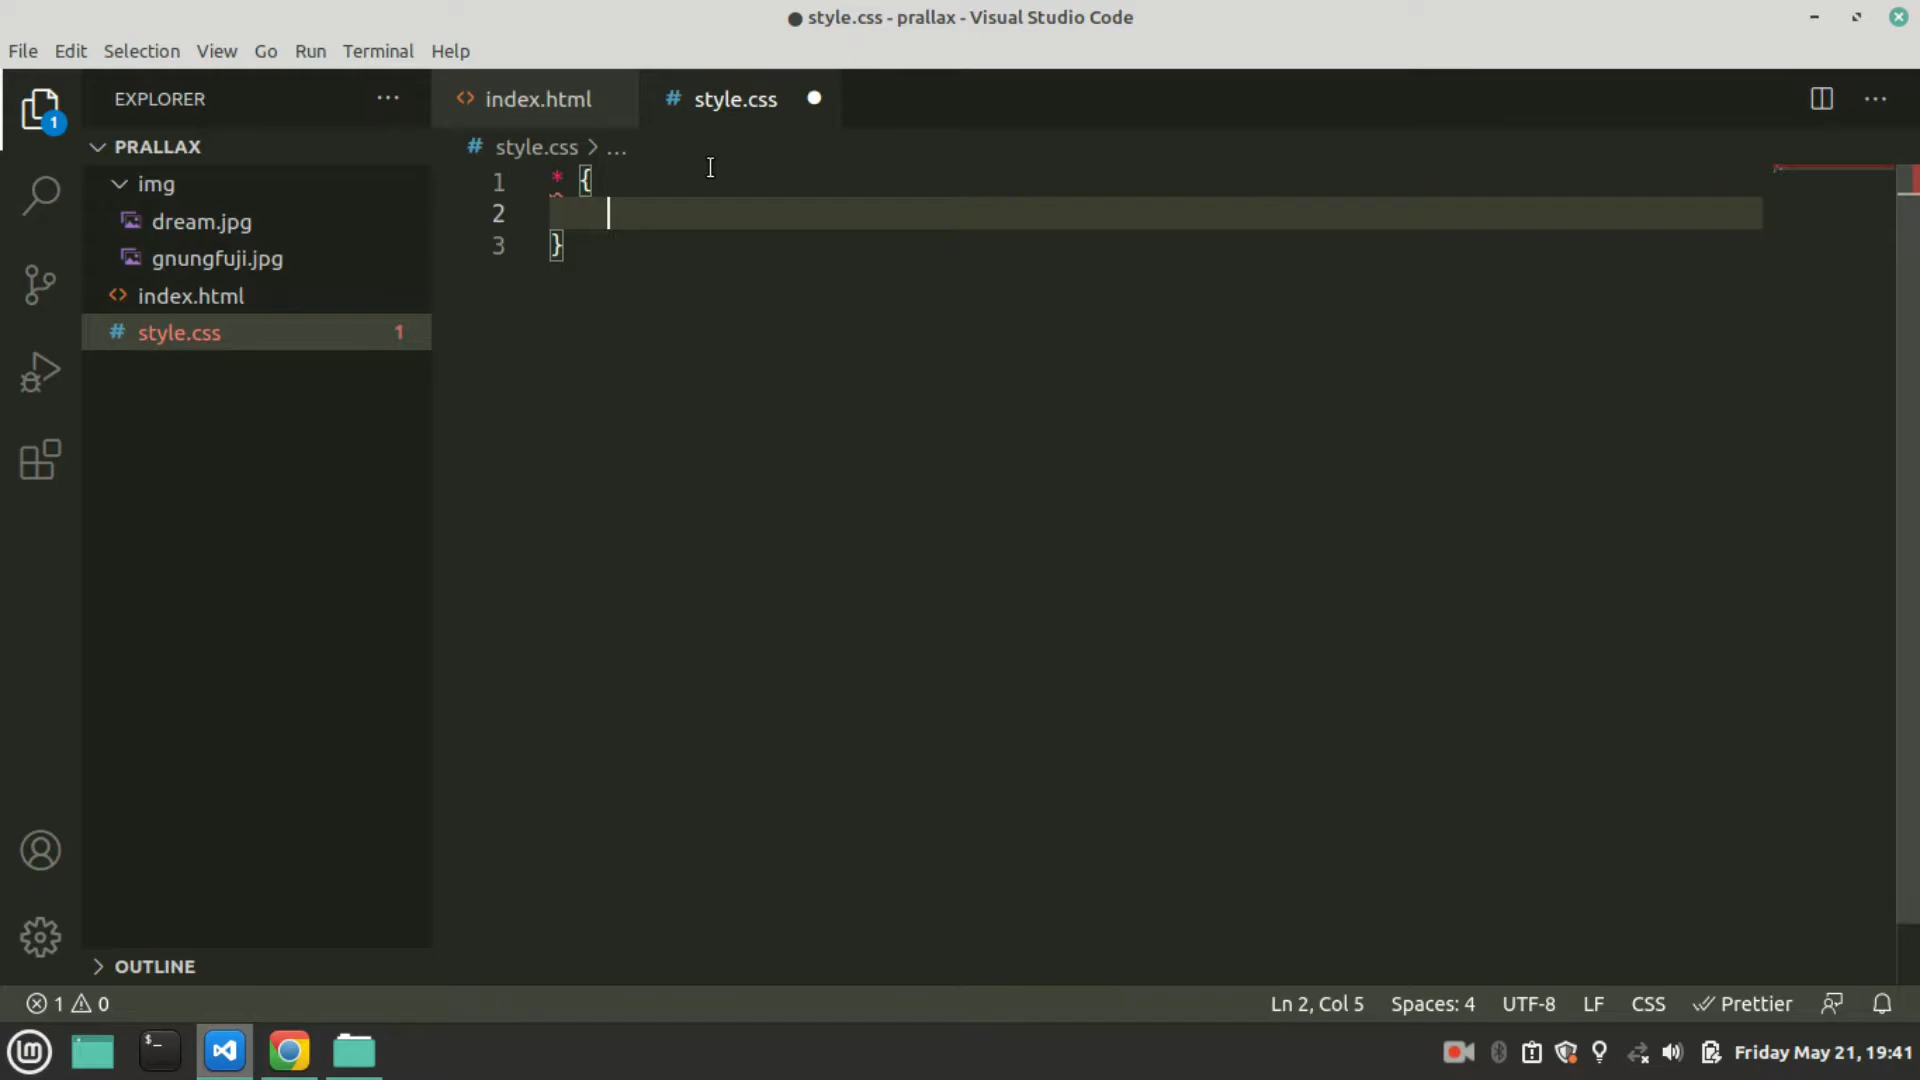 ● style.css - prallax - Visual Studio Code
File Edit Selection View Go Run Terminal Help
1
EXPLORER ...
<> index.html
# style.css ●
PRALLAX
# style.css > ...
img
dream.jpg
gnungfuji.jpg
<> index.html
# style.css 1
1 * {
2
3 }
OUTLINE
1 0
Ln 2, Col 5 Spaces: 4 UTF-8 LF CSS Prettier
Friday May 21, 19:41